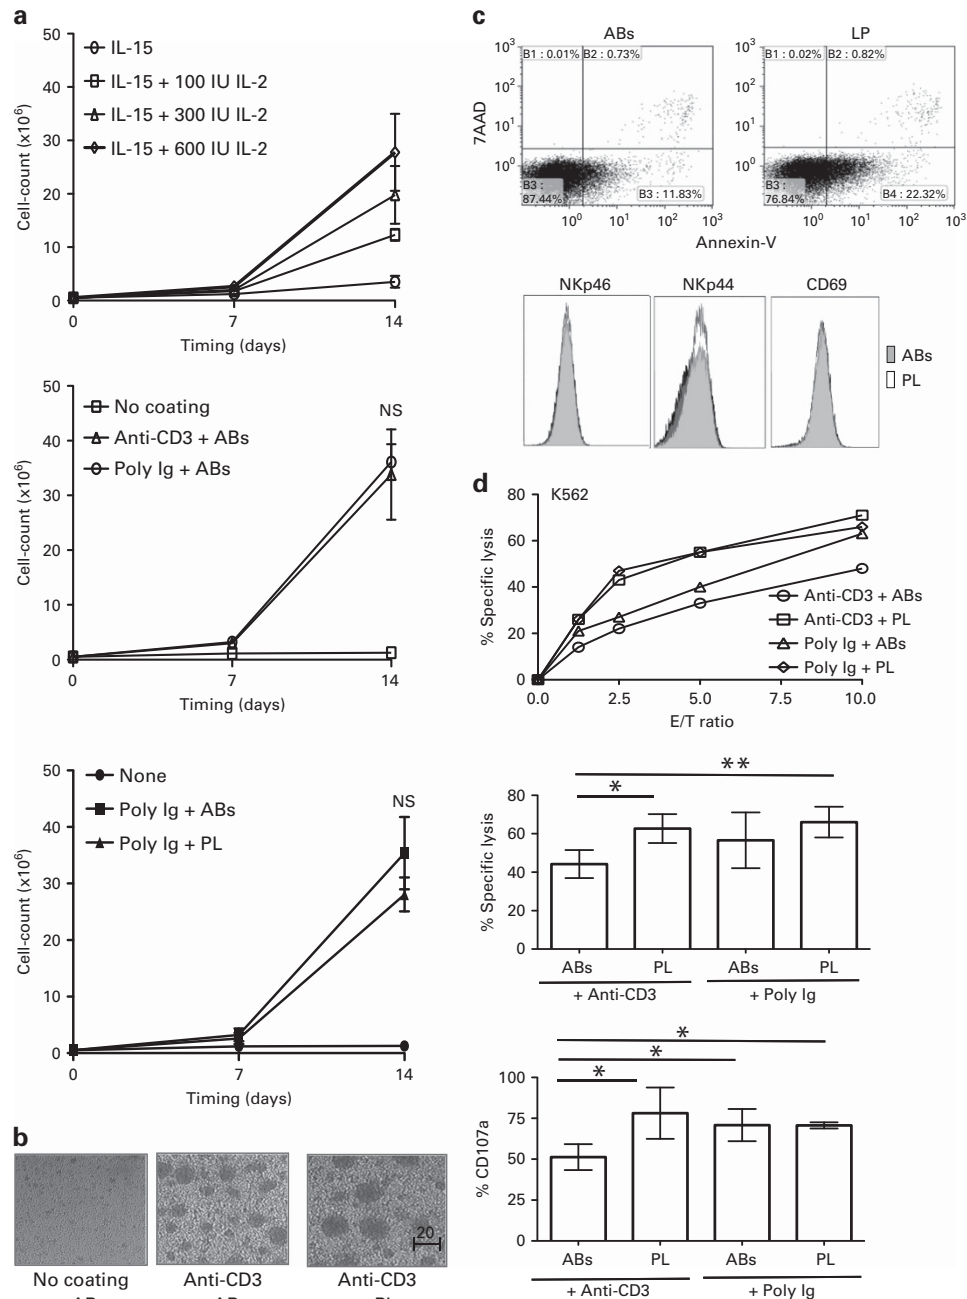 a
50
40
30
20
10
0
Cell-count (x10⁶)
IL-15
IL-15 + 100 IU IL-2
IL-15 + 300 IU IL-2
IL-15 + 600 IU IL-2
0
7
14
Timing (days)
50
40
30
20
10
0
Cell-count (x10⁶)
No coating
Anti-CD3 + ABs
Poly Ig + ABs
NS
0
7
14
Timing (days)
50
40
30
20
10
0
Cell-count (x10⁶)
None
Poly Ig + ABs
Poly Ig + PL
NS
0
7
14
Timing (days)
b
20
No coating
Anti-CD3
Anti-CD3
c
ABs
LP
10³
10²
10¹
10⁰
7AAD
B1 : 0.01%
B2 : 0.73%
B3 :
87.44%
B3 : 11.83%
10⁰ 10¹ 10² 10³
10³
10²
10¹
10⁰
B1 : 0.02%
B2 : 0.82%
B3 :
76.84%
B4 : 22.32%
10⁰ 10¹ 10² 10³
Annexin-V
NKp46
NKp44
CD69
ABs
PL
d
80
60
40
20
0
% Specific lysis
K562
Anti-CD3 + ABs
Anti-CD3 + PL
Poly Ig + ABs
Poly Ig + PL
0.0 2.5 5.0 7.5 10.0
E/T ratio
**
*
80
60
40
20
0
% Specific lysis
ABs PL ABs PL
+ Anti-CD3
+ Poly Ig
*
*
*
100
75
50
25
0
% CD107a
ABs PL ABs PL
+ Anti-CD3
+ Poly Ig